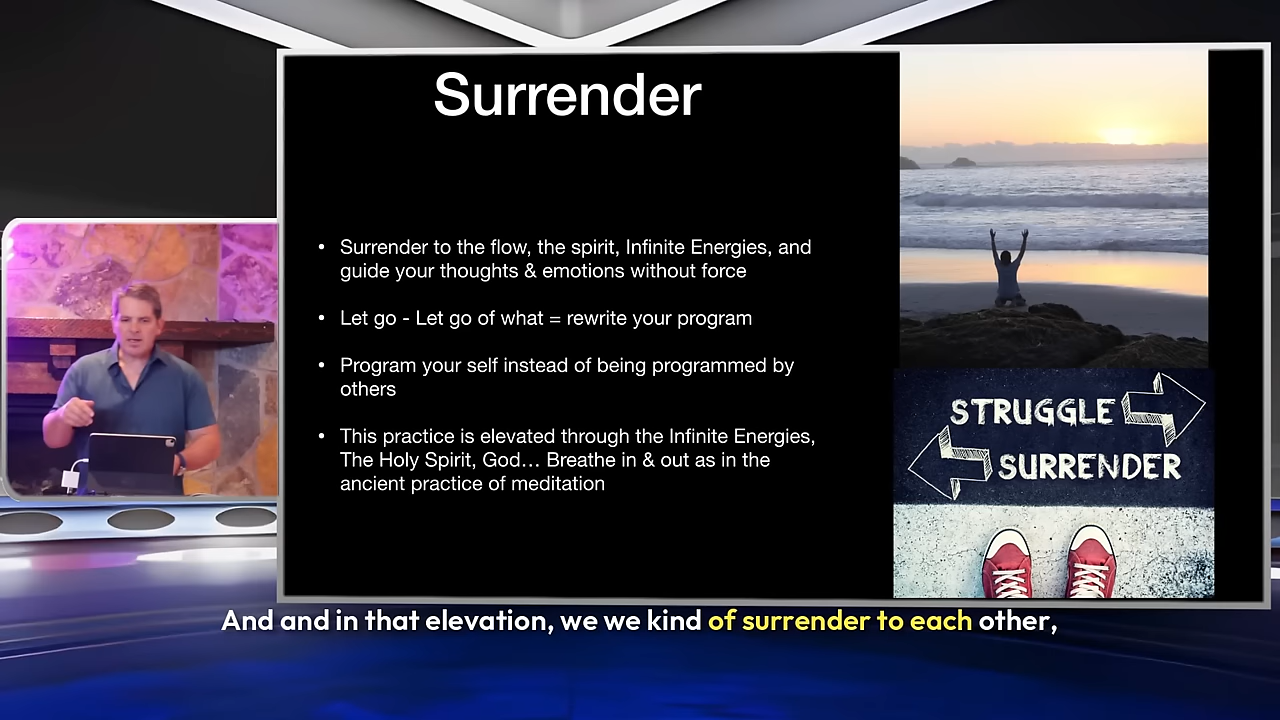 Surrender
• Surrender to the flow, the spirit, Infinite Energies, and
guide your thoughts & emotions without force
• Let go - Let go of what = rewrite your program
• Program your self instead of being programmed by
others
• This practice is elevated through the Infinite Energies,
The Holy Spirit, God... Breathe in & out as in the
ancient practice of meditation
STRUGGLE
SURRENDER
And and in that elevation, we we kind of surrender to each other,